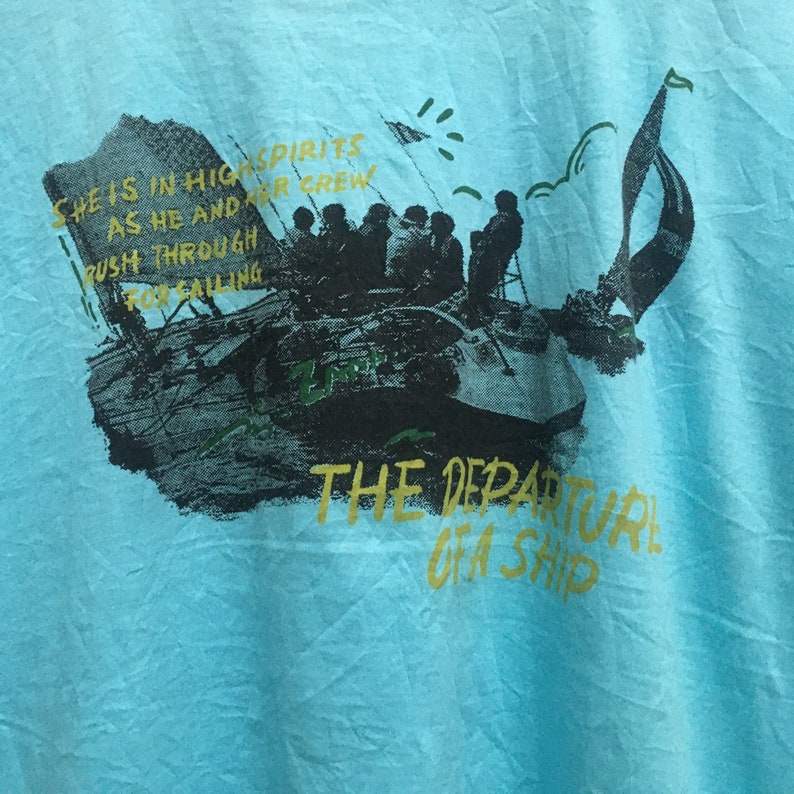 SHE IS IN HIGHSPIRITS
AS HE AND HER CREW
RUSH THROUGH
FOR SAILING
THE DEPARTURE
OF A SHIP